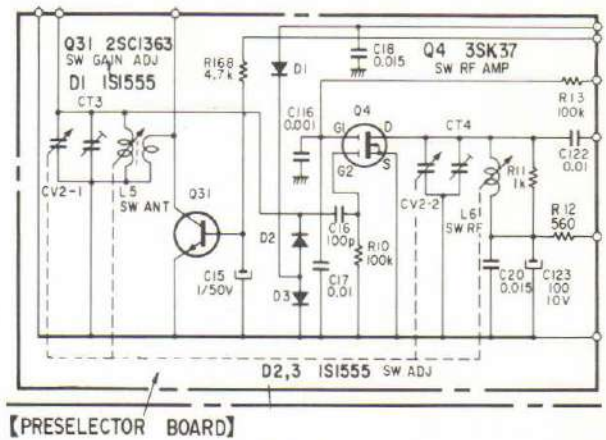 Q31 2SC1363
SW GAIN ADJ
D1 1S1555
CT3
R168
4.7k
D1
C18
0.015
Q4 3SK37
SW RF AMP
R13
100k
C116
0.001
Q4
G1
D
G2
S
CT4
C122
0.01
CV2-1
L5
SW ANT
Q31
D2
C16
100p
R10
100k
CV2-2
R11
1k
L6
SW RF
R12
560
C15
1/50V
D3
C17
0.01
C20
0.015
C123
100
10V
D2,3 1S1555 SW ADJ
【PRESELECTOR BOARD】